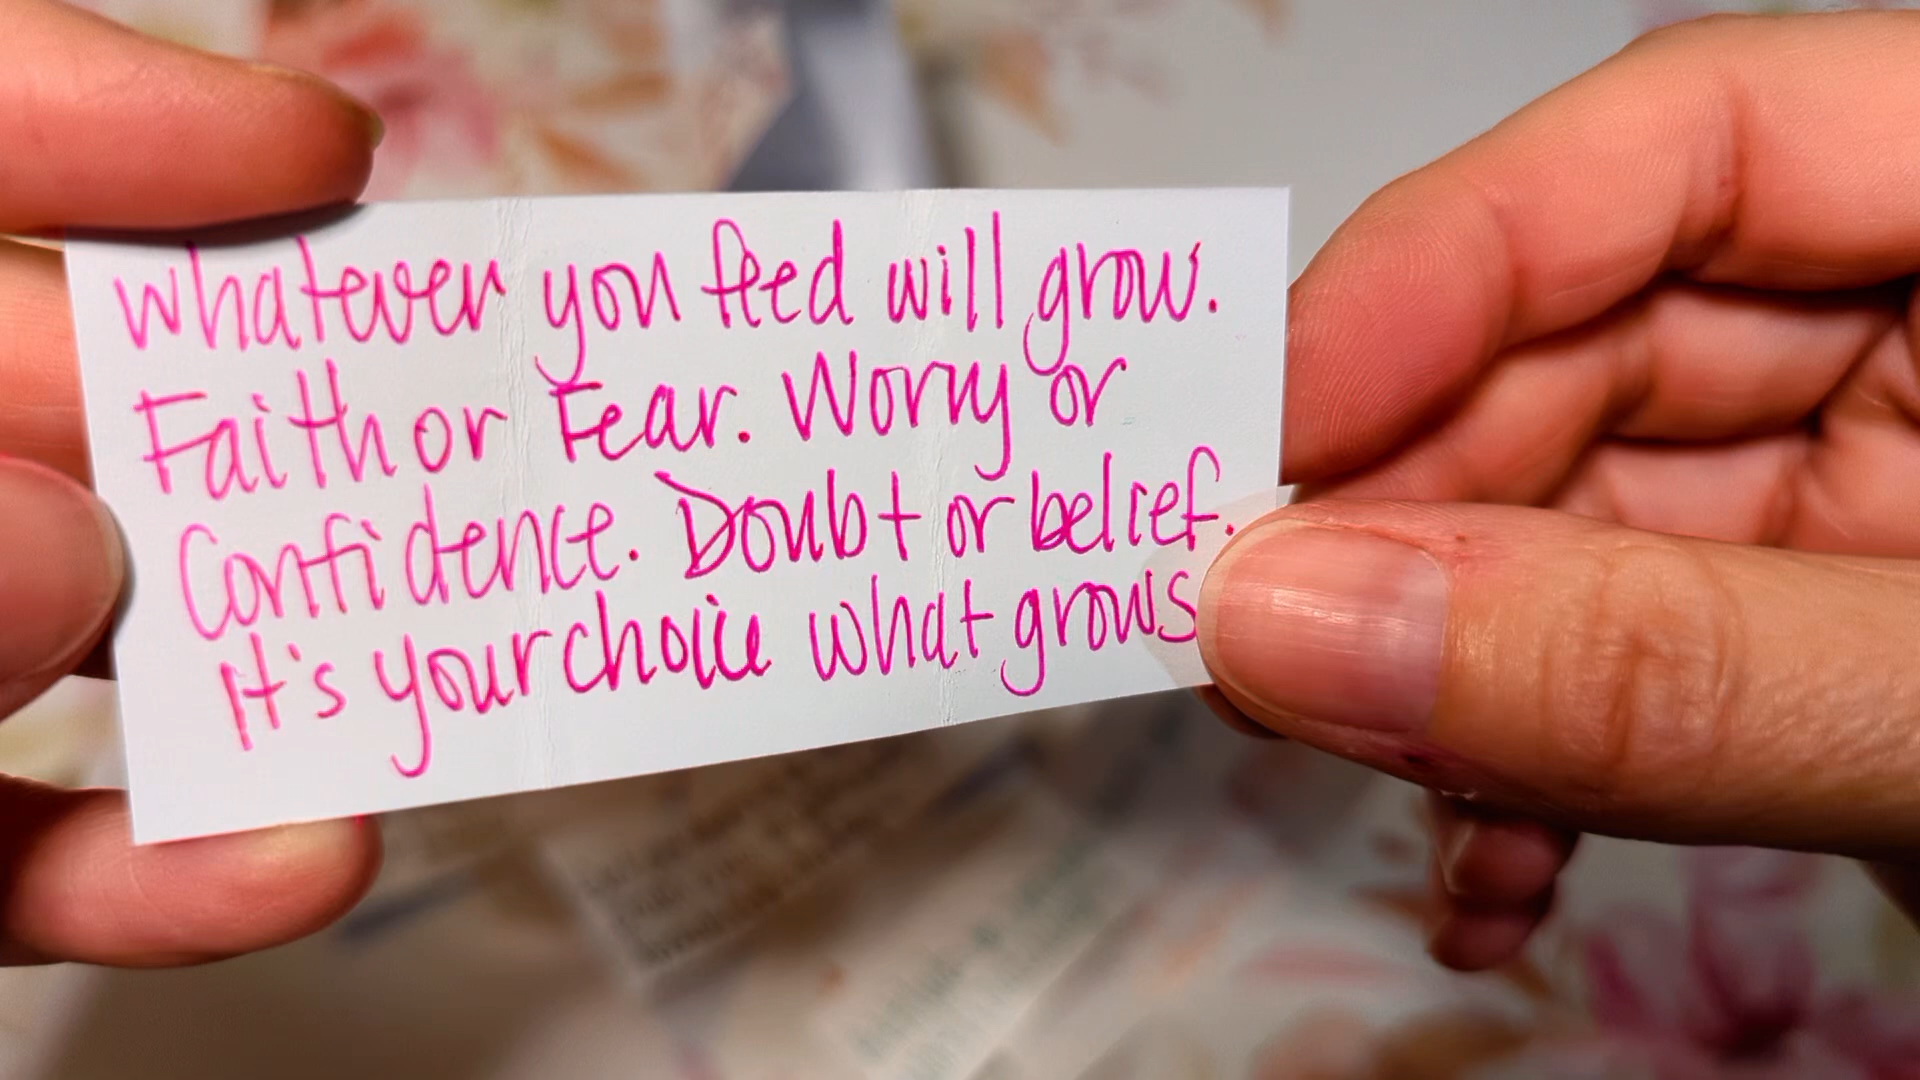 whatever you feed will grow.
Faith or Fear. Worry or
Confidence. Doubt or belief.
It's your choice what grows